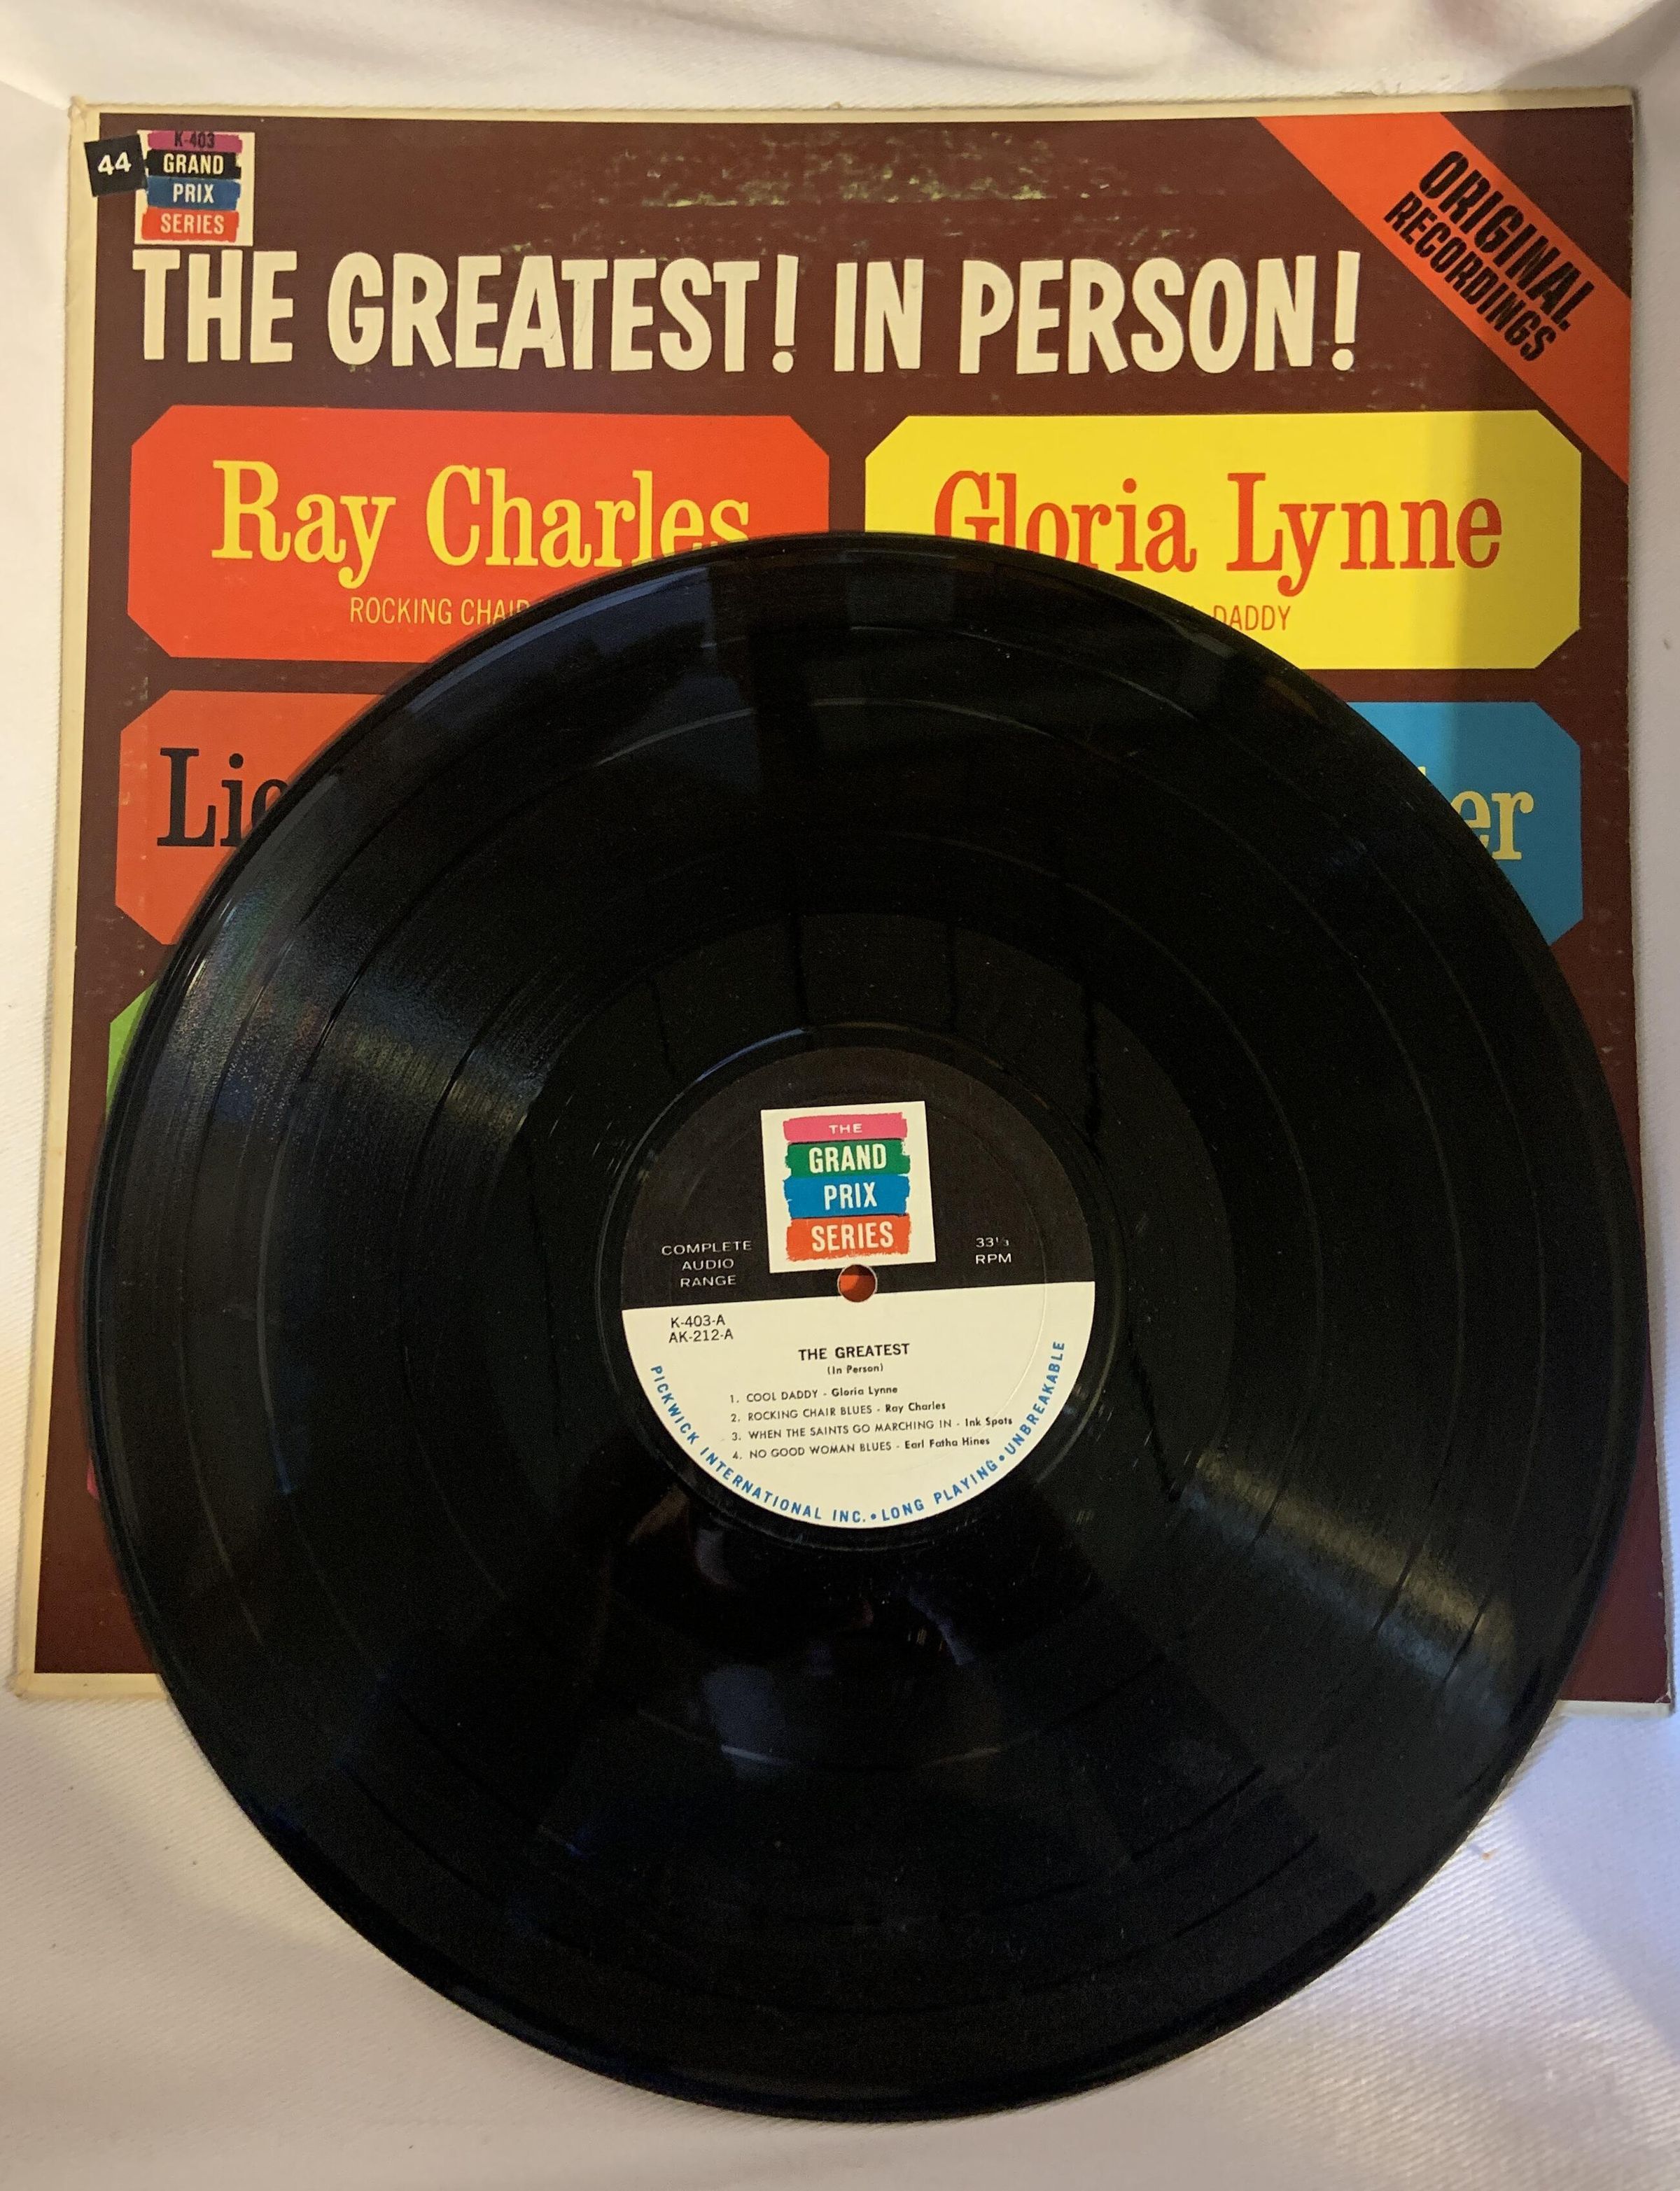 44
K-403
GRAND
PRIX
SERIES
ORIGINAL
RECORDINGS
THE GREATEST! IN PERSON!
Ray Charles
ROCKING CHAIR
Gloria Lynne
DADDY
THE
GRAND
PRIX
SERIES
COMPLETE
AUDIO
RANGE
33⅓
RPM
K-403-A
AK-212-A
THE GREATEST
(In Person)
1. COOL DADDY - Gloria Lynne
2. ROCKING CHAIR BLUES - Ray Charles
3. WHEN THE SAINTS GO MARCHING IN - Ink Spots
4. NO GOOD WOMAN BLUES - Earl Fatha Hines
PICKWICK INTERNATIONAL INC. • LONG PLAYING • UNBREAKABLE